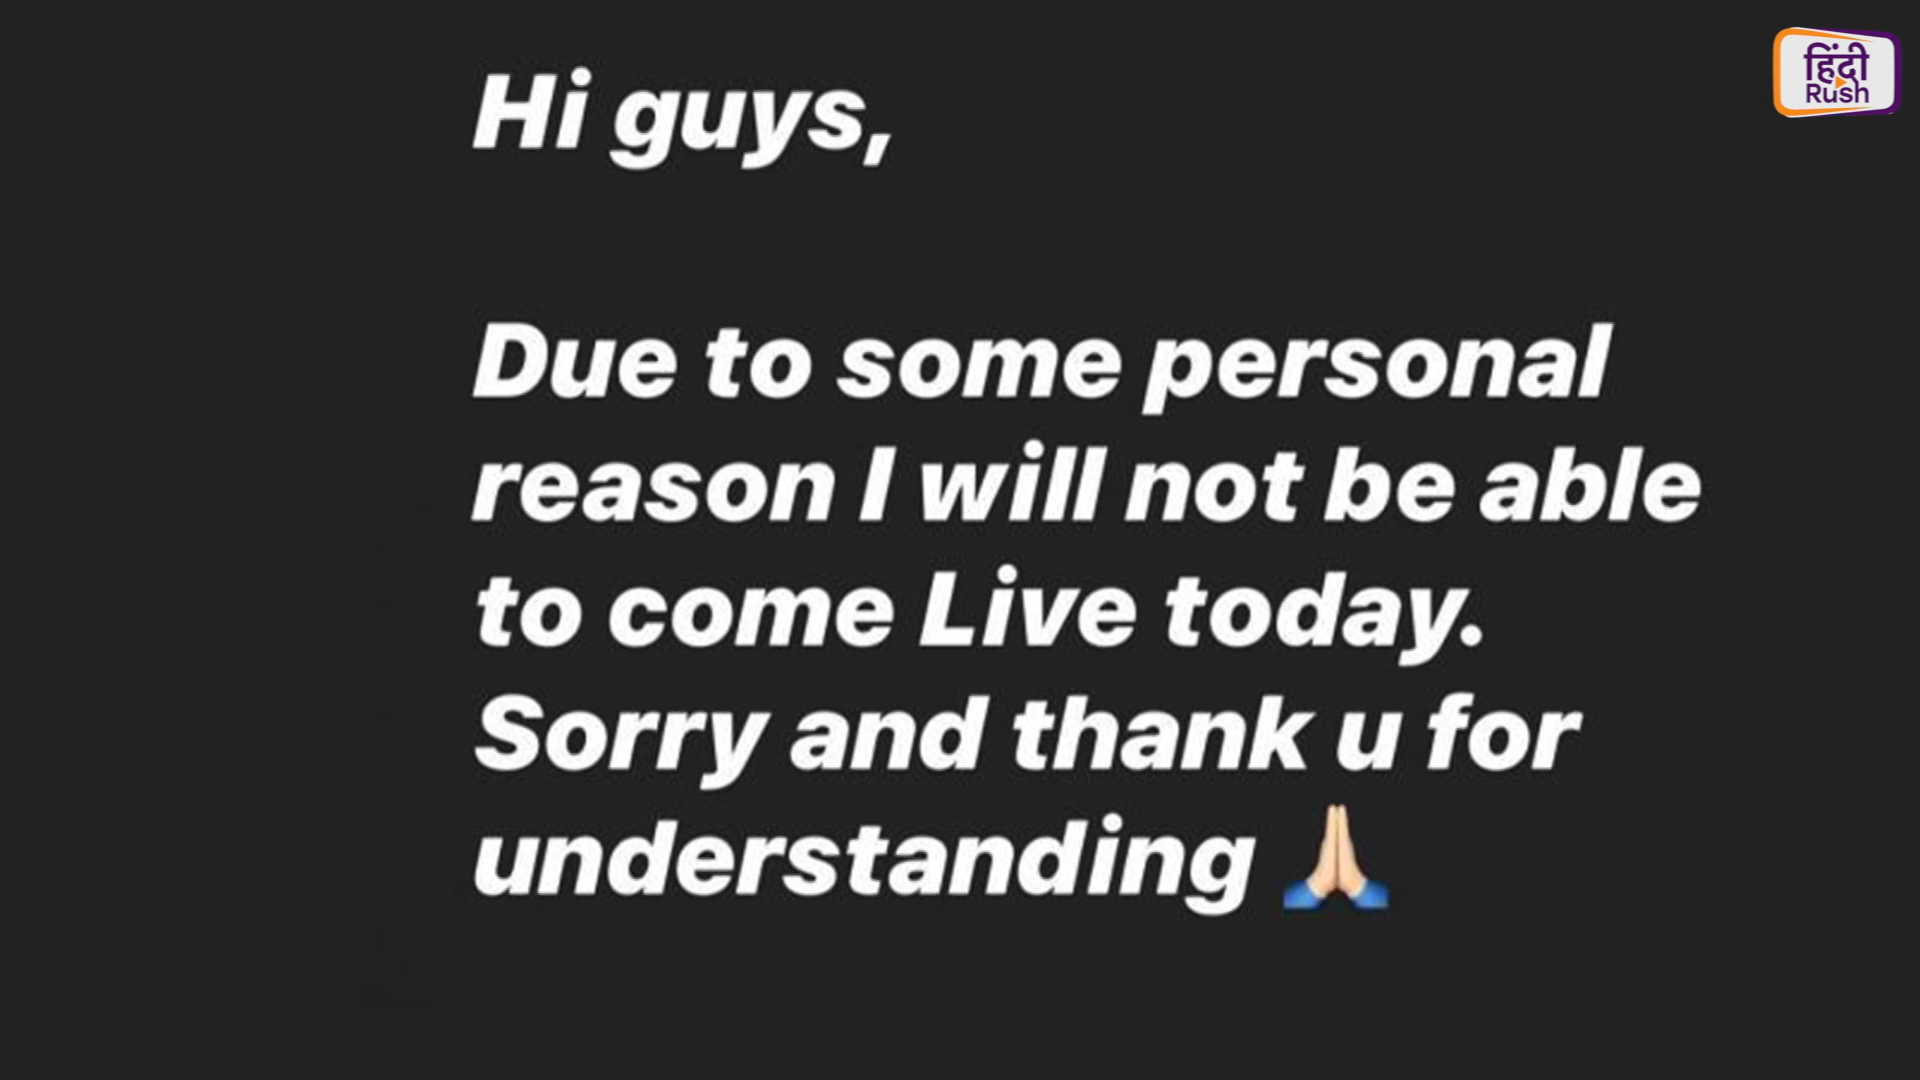 हिंदी
Rush
Hi guys,
Due to some personal
reason I will not be able
to come Live today.
Sorry and thank u for
understanding 🙏🏻